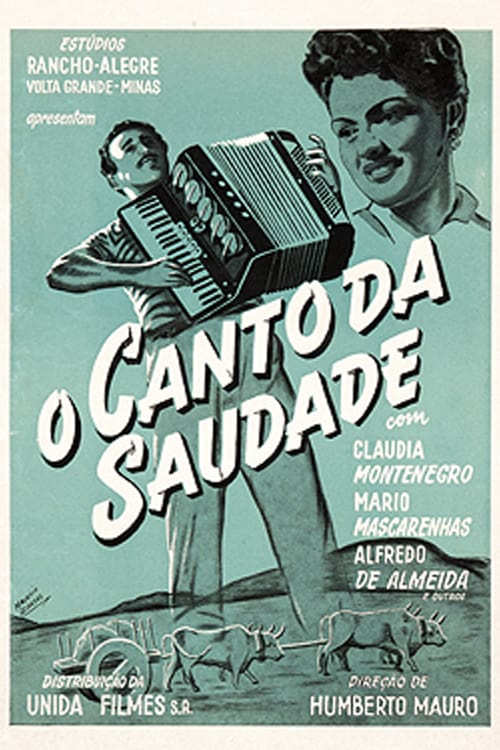 ESTÚDIOS
RANCHO-ALEGRE
VOLTA GRANDE-MINAS
apresentam
O CANTO DA
SAUDADE
com
CLAUDIA
MONTENEGRO
MARIO
MASCARENHAS
ALFREDO
DE ALMEIDA
E OUTROS
DISTRIBUIÇÃO DA
UNIDA FILMES S.A.
DIREÇÃO DE
HUMBERTO MAURO